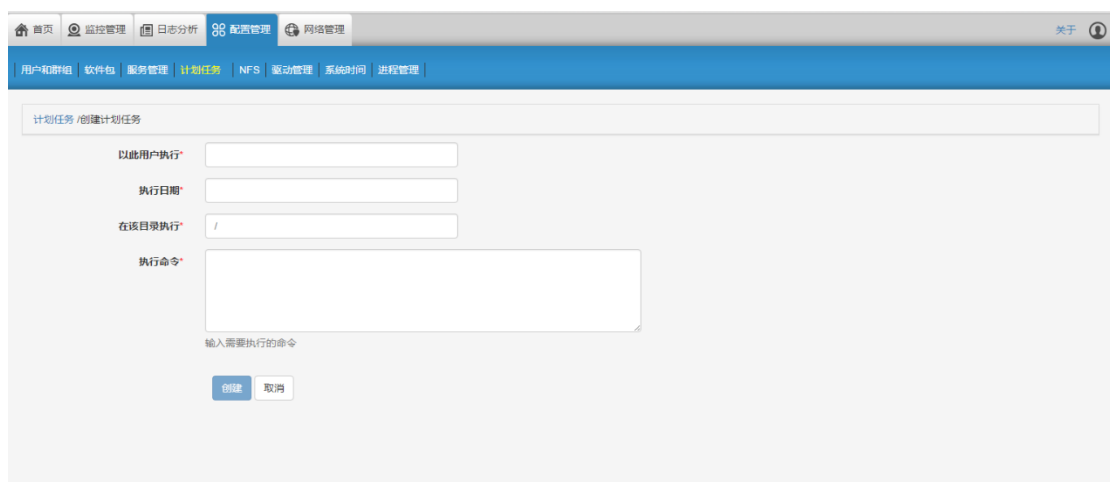 首页 监控管理 日志分析 配置管理 网络管理 关于
用户和群组 软件包 服务管理 计划任务 NFS 驱动管理 系统时间 进程管理
计划任务 /创建计划任务
以此用户执行*
执行日期*
在该目录执行* /
执行命令*
输入需要执行的命令
创建 取消